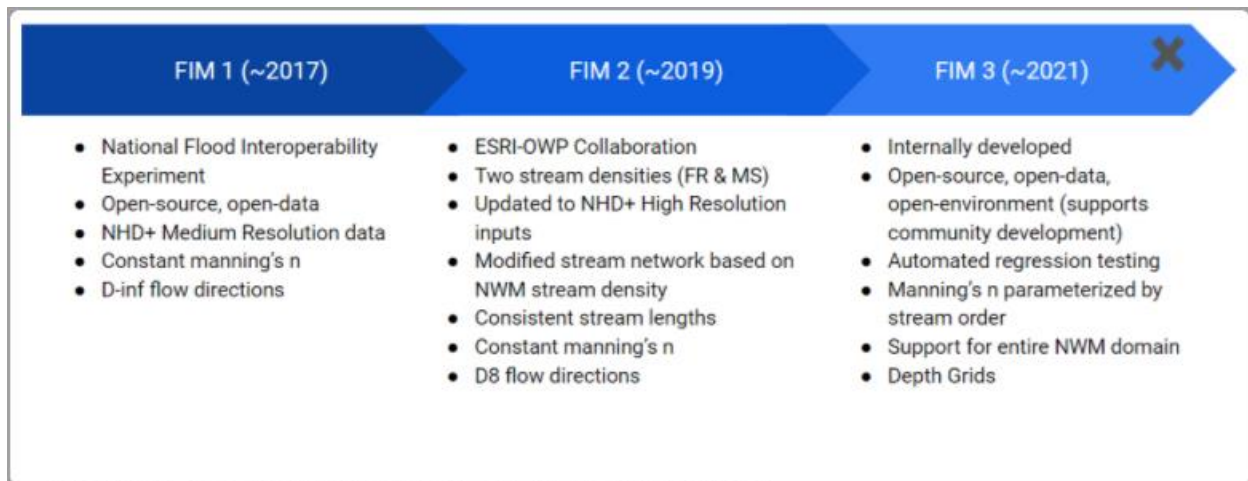 FIM 1 (~2017)
FIM 2 (~2019)
FIM 3 (~2021)
● National Flood Interoperability
Experiment
● Open-source, open-data
● NHD+ Medium Resolution data
● Constant manning's n
● D-inf flow directions
● ESRI-OWP Collaboration
● Two stream densities (FR & MS)
● Updated to NHD+ High Resolution
inputs
● Modified stream network based on
NWM stream density
● Consistent stream lengths
● Constant manning's n
● D8 flow directions
● Internally developed
● Open-source, open-data,
open-environment (supports
community development)
● Automated regression testing
● Manning's n parameterized by
stream order
● Support for entire NWM domain
● Depth Grids